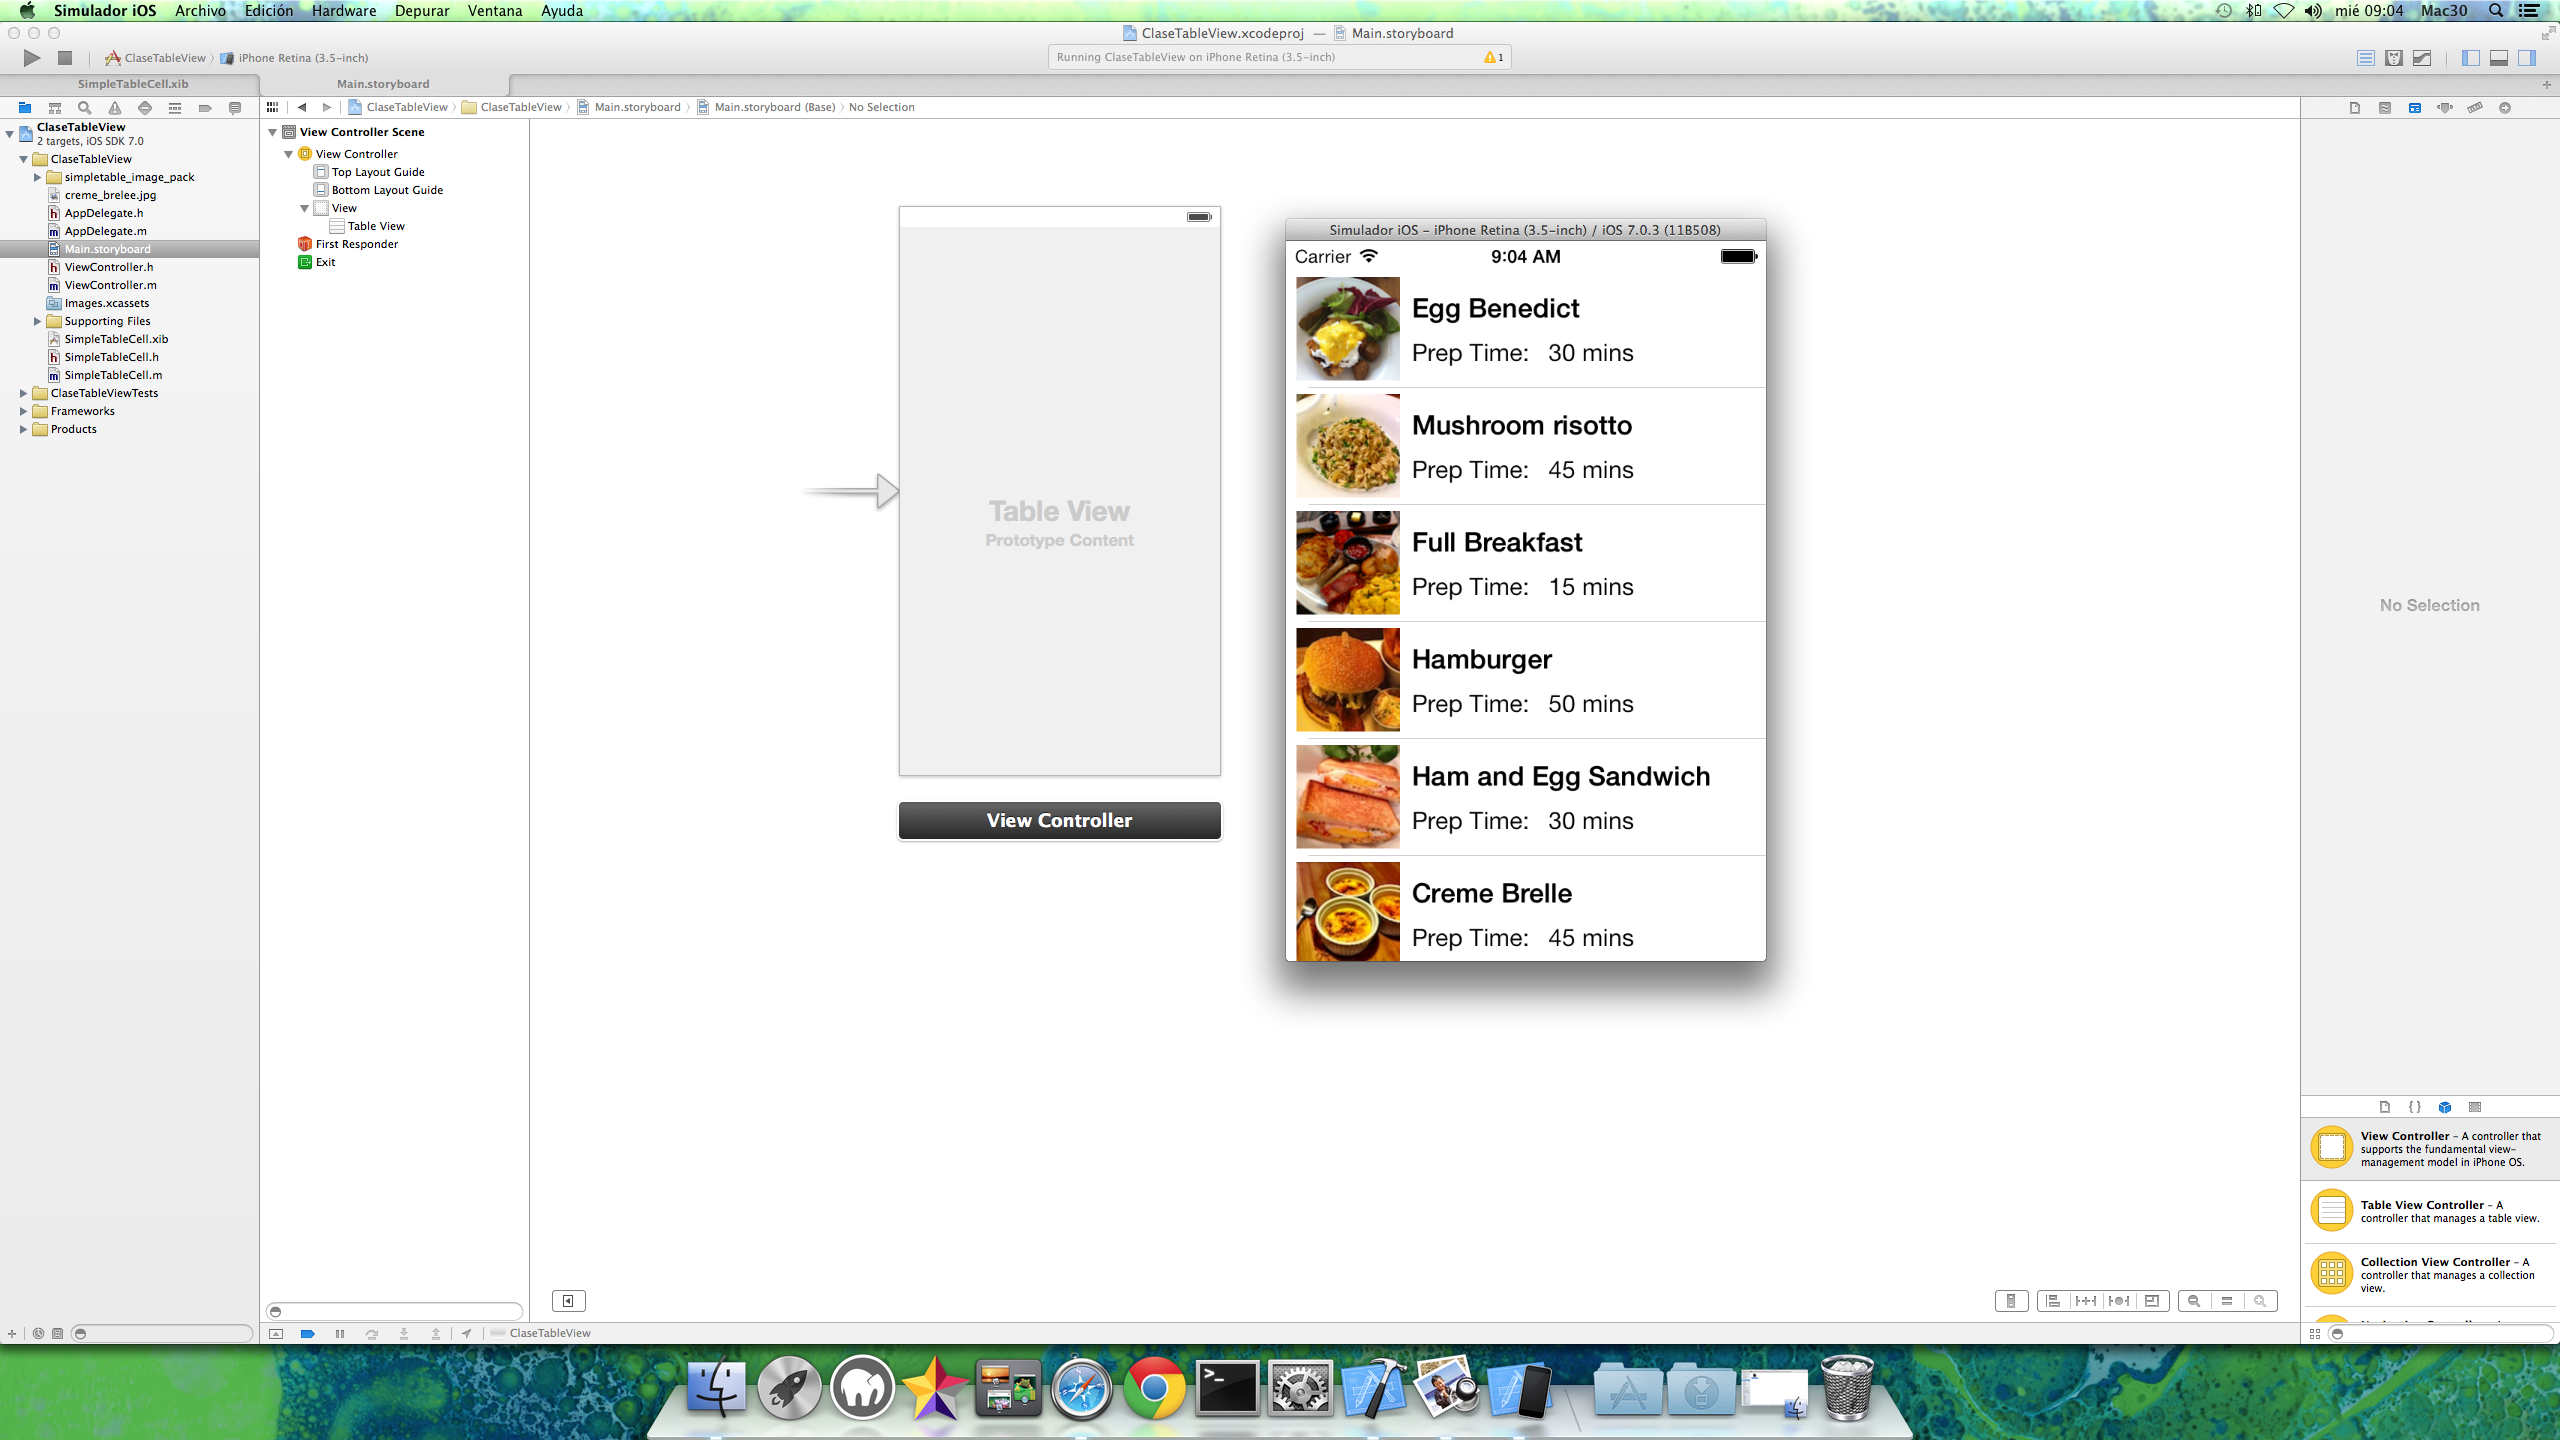 Simulador iOS Archivo Edición Hardware Depurar Ventana Ayuda mié 09:04 Mac30
ClaseTableView.xcodeproj — Main.storyboard
ClaseTableView iPhone Retina (3.5-inch) Running ClaseTableView on iPhone Retina (3.5-inch) 1
SimpleTableCell.xib Main.storyboard
ClaseTableView ClaseTableView Main.storyboard Main.storyboard (Base) No Selection
ClaseTableView
2 targets, iOS SDK 7.0
ClaseTableView
simpletable_image_pack
creme_brelee.jpg
AppDelegate.h
AppDelegate.m
Main.storyboard
ViewController.h
ViewController.m
Images.xcassets
Supporting Files
SimpleTableCell.xib
SimpleTableCell.h
SimpleTableCell.m
ClaseTableViewTests
Frameworks
Products
View Controller Scene
View Controller
Top Layout Guide
Bottom Layout Guide
View
Table View
First Responder
Exit
Table View
Prototype Content
View Controller
Simulador iOS - iPhone Retina (3.5-inch) / iOS 7.0.3 (11B508)
Carrier 9:04 AM
Egg Benedict
Prep Time: 30 mins
Mushroom risotto
Prep Time: 45 mins
Full Breakfast
Prep Time: 15 mins
Hamburger
Prep Time: 50 mins
Ham and Egg Sandwich
Prep Time: 30 mins
Creme Brelle
Prep Time: 45 mins
No Selection
View Controller - A controller that
supports the fundamental view-
management model in iPhone OS.
Table View Controller - A
controller that manages a table view.
Collection View Controller - A
controller that manages a collection
view.
ClaseTableView